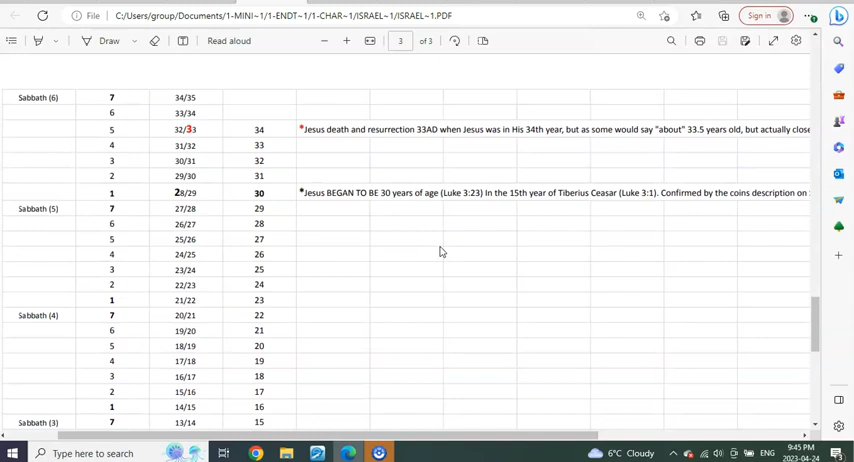 File C:/Users/group/Documents/1-MINI~1/1-ENDT~1/1-CHAR~1/ISRAEL~1/ISRAEL~1.PDF Sign in
Draw Read aloud 3 of 3
Sabbath (6) 7 34/35
6 33/34
5 32/33 34 *Jesus death and resurrection 33AD when Jesus was in His 34th year, but as some would say "about" 33.5 years old, but actually close
4 31/32 33
3 30/31 32
2 29/30 31
1 28/29 30 *Jesus BEGAN TO BE 30 years of age (Luke 3:23) In the 15th year of Tiberius Ceasar (Luke 3:1). Confirmed by the coins description on
Sabbath (5) 7 27/28 29
6 26/27 28
5 25/26 27
4 24/25 26
3 23/24 25
2 22/23 24
1 21/22 23
Sabbath (4) 7 20/21 22
6 19/20 21
5 18/19 20
4 17/18 19
3 16/17 18
2 15/16 17
1 14/15 16
Sabbath (3) 7 13/14 15
Type here to search 6°C Cloudy ENG 9:45 PM
2023-04-24 3